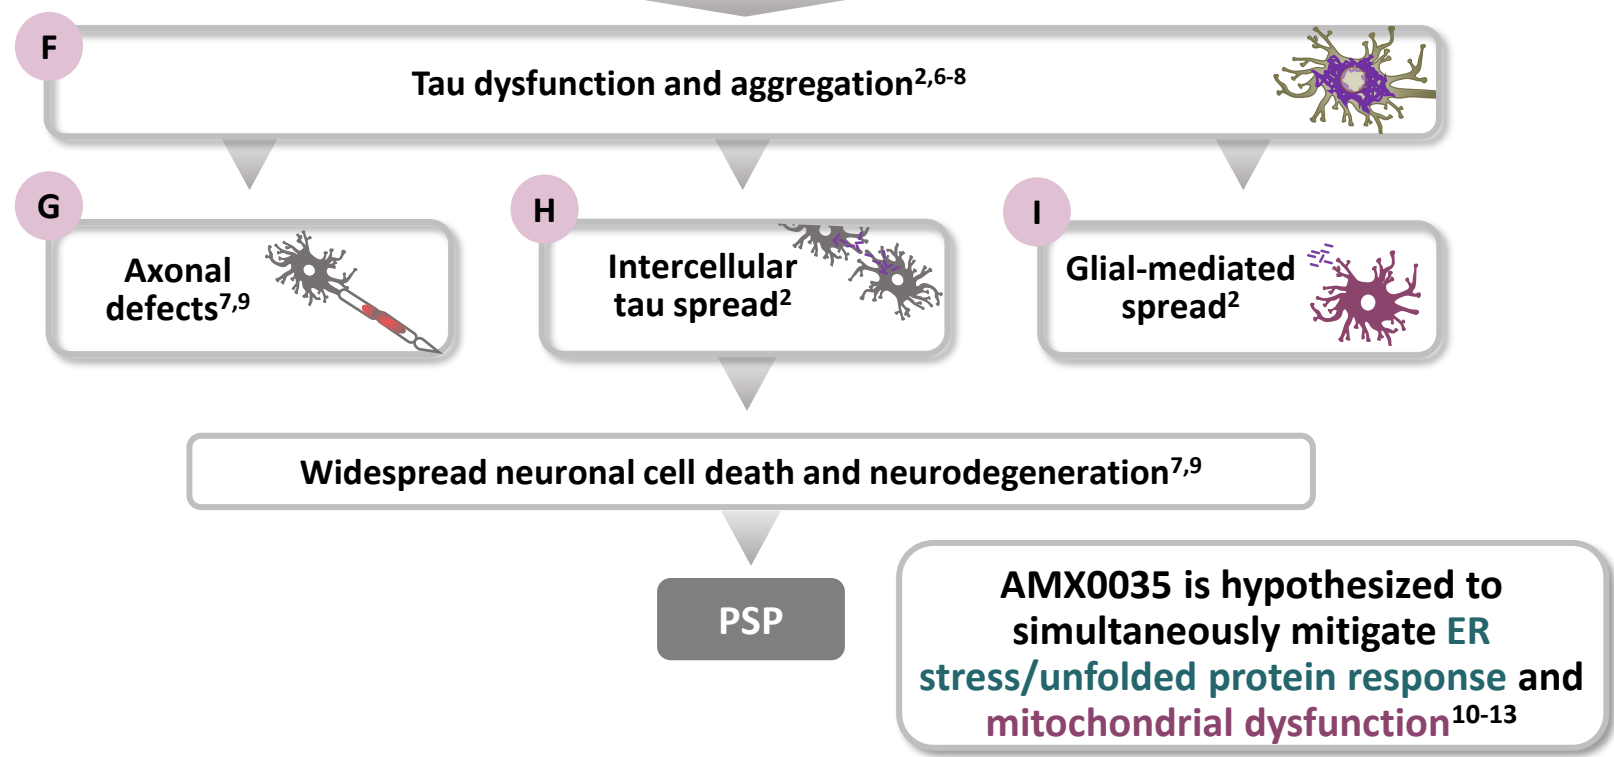 F
Tau dysfunction and aggregation2,6-8
G
Axonal
defects7,9
H
Intercellular
tau spread2
I
Glial-mediated
spread2
Widespread neuronal cell death and neurodegeneration7,9
PSP
AMX0035 is hypothesized to
simultaneously mitigate ER
stress/unfolded protein response and
mitochondrial dysfunction10-13